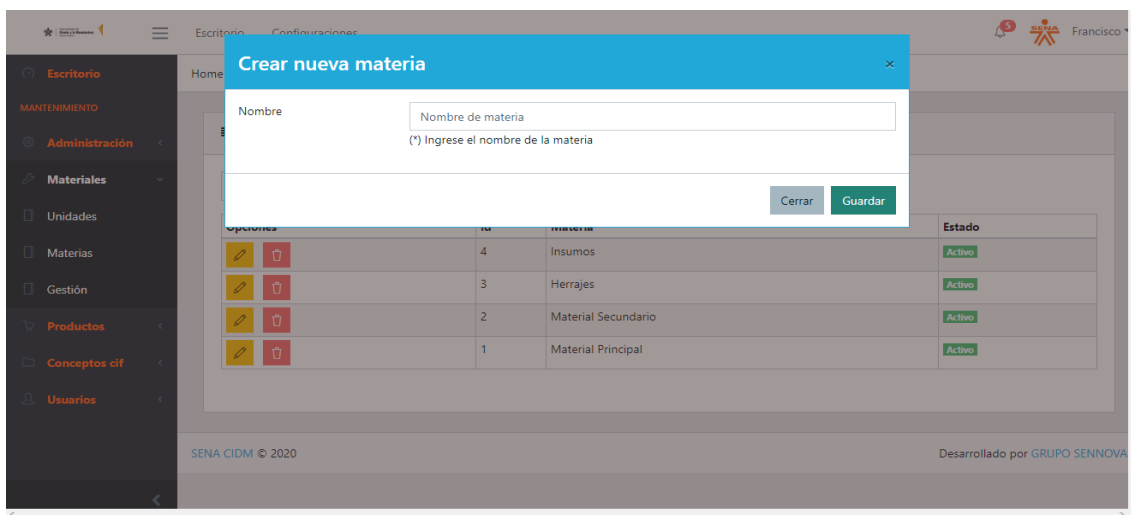 Escritorio Configuraciones
5 SENA Francisco
Escritorio
MANTENIMIENTO
Administración
Materiales
Unidades
Materias
Gestión
Productos
Conceptos cif
Usuarios
Home
Crear nueva materia ×
Nombre
Nombre de materia
(*) Ingrese el nombre de la materia
Cerrar Guardar
Opciones Id Materia Estado
4 Insumos Activo
3 Herrajes Activo
2 Material Secundario Activo
1 Material Principal Activo
SENA CIDM © 2020
Desarrollado por GRUPO SENNOVA